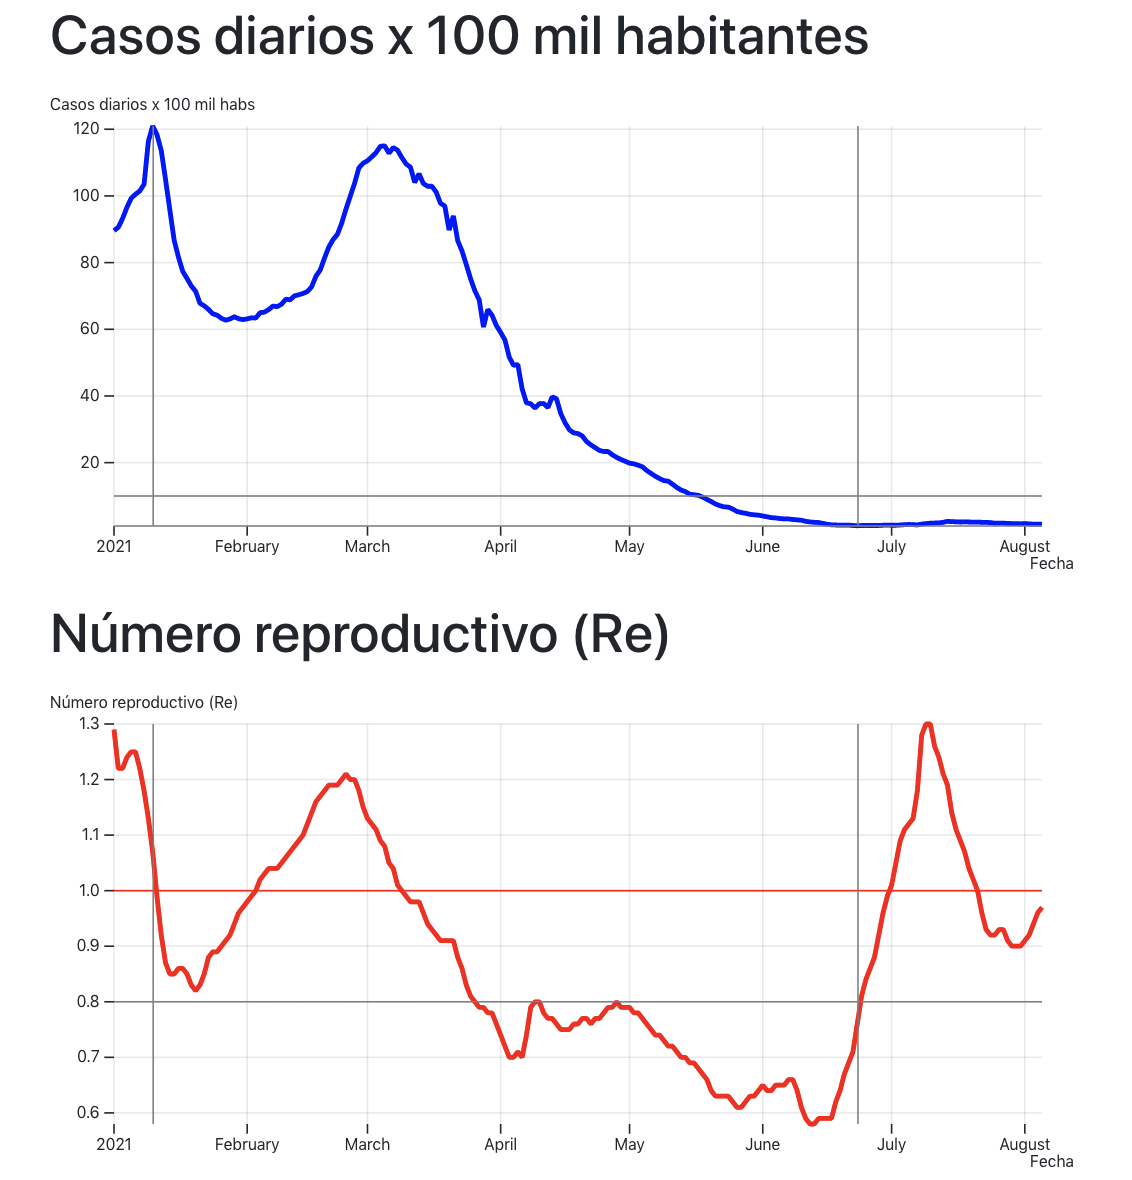 Casos diarios x 100 mil habitantes
Casos diarios x 100 mil habs
120
100
80
60
40
20
2021 February March April May June July August
Fecha
Número reproductivo (Re)
Número reproductivo (Re)
1.3
1.2
1.1
1.0
0.9
0.8
0.7
0.6
2021 February March April May June July August
Fecha